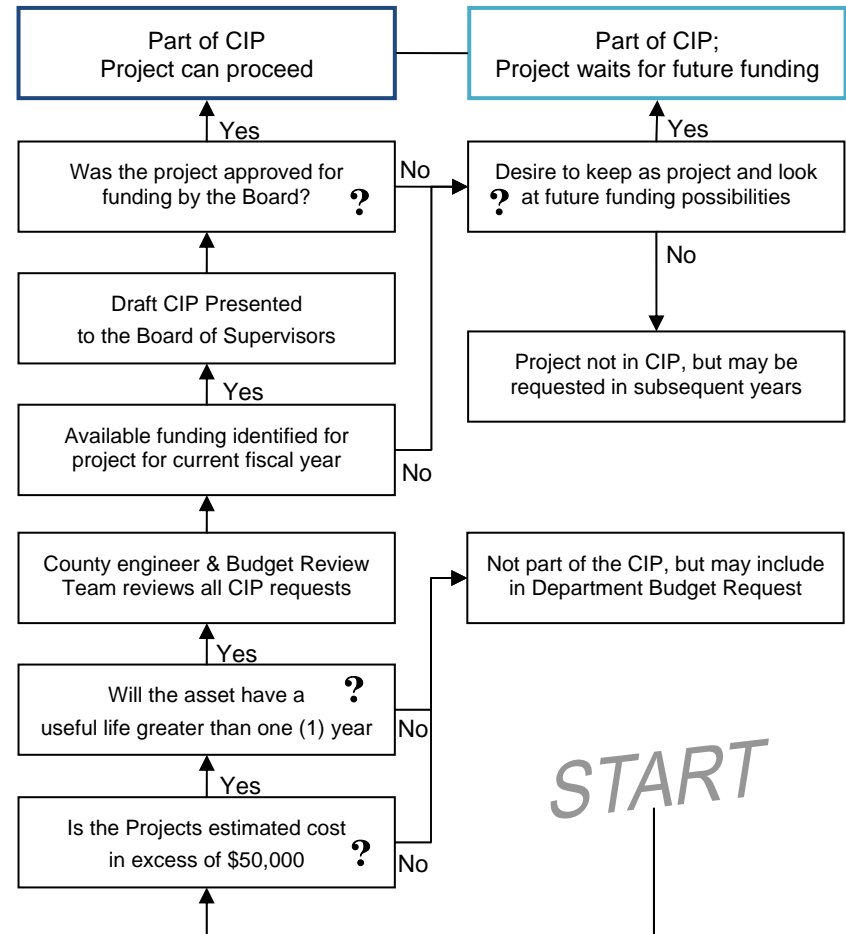 Part of CIP
Project can proceed
Part of CIP;
Project waits for future funding
Yes
Yes
Was the project approved for
funding by the Board?
?
No
Desire to keep as project and look
? at future funding possibilities
No
Draft CIP Presented
to the Board of Supervisors
Project not in CIP, but may be
requested in subsequent years
Yes
Available funding identified for
project for current fiscal year
No
County engineer & Budget Review
Team reviews all CIP requests
Not part of the CIP, but may include
in Department Budget Request
Yes
Will the asset have a ?
useful life greater than one (1) year
No
Yes
START
Is the Projects estimated cost
in excess of $50,000 ?
No